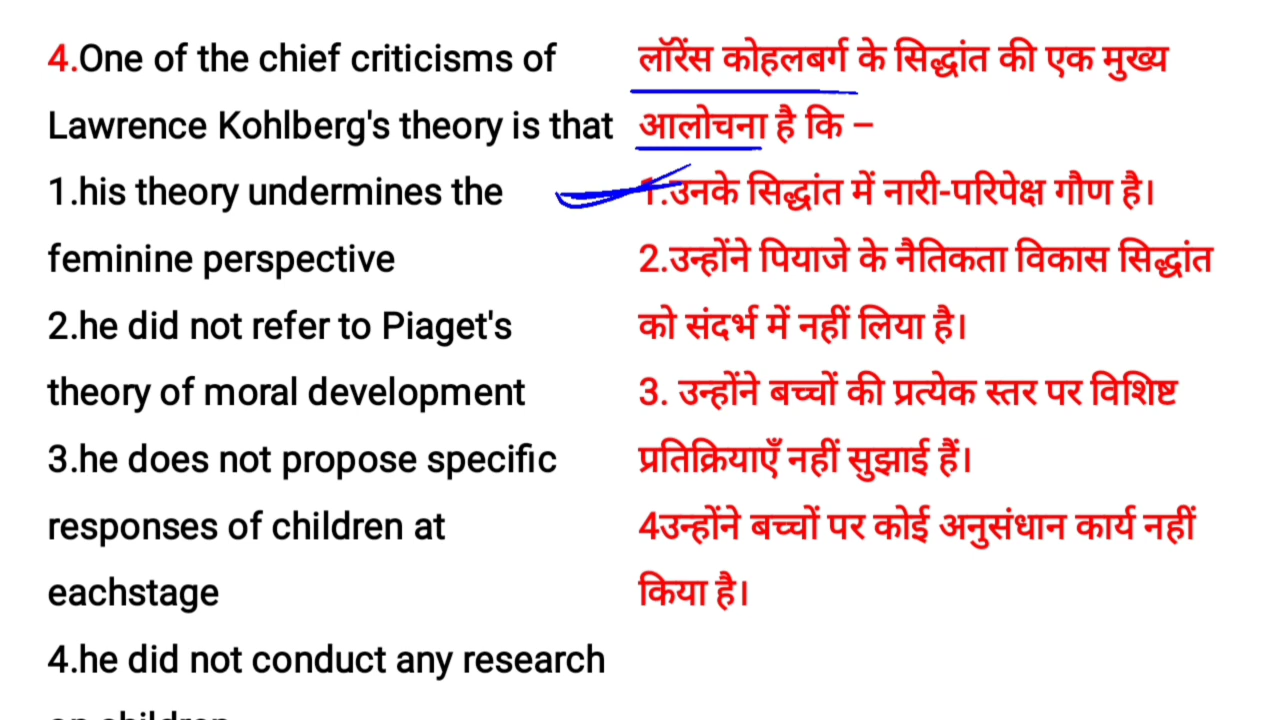 4.One of the chief criticisms of
Lawrence Kohlberg's theory is that
1.his theory undermines the
feminine perspective
2.he did not refer to Piaget's
theory of moral development
3.he does not propose specific
responses of children at
eachstage
4.he did not conduct any research
on children
लॉरेंस कोहलबर्ग के सिद्धांत की एक मुख्य
आलोचना है कि –
1.उनके सिद्धांत में नारी-परिपेक्ष गौण है।
2.उन्होंने पियाजे के नैतिकता विकास सिद्धांत
को संदर्भ में नहीं लिया है।
3. उन्होंने बच्चों की प्रत्येक स्तर पर विशिष्ट
प्रतिक्रियाएँ नहीं सुझाई हैं।
4उन्होंने बच्चों पर कोई अनुसंधान कार्य नहीं
किया है।